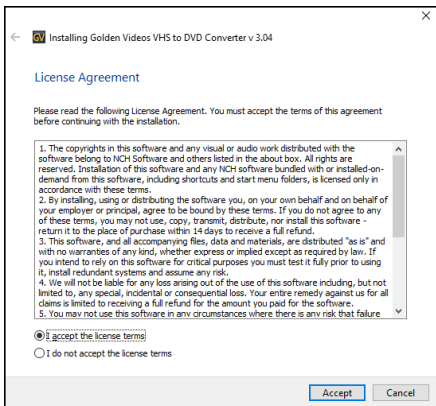 GV Installing Golden Videos VHS to DVD Converter v 3.04
License Agreement
Please read the following License Agreement. You must accept the terms of this agreement
before continuing with the installation.
1. The copyrights in this software and any visual or audio work distributed with the
software belong to NCH Software and others listed in the about box. All rights are
reserved. Installation of this software and any NCH software bundled with or installed-on-
demand from this software, including shortcuts and start menu folders, is licensed only in
accordance with these terms.
2. By installing, using or distributing the software you, on your own behalf and on behalf of
your employer or principal, agree to be bound by these terms. If you do not agree to any
of these terms, you may not use, copy, transmit, distribute, nor install this software -
return it to the place of purchase within 14 days to receive a full refund.
3. This software, and all accompanying files, data and materials, are distributed "as is" and
with no warranties of any kind, whether express or implied except as required by law. If
you intend to rely on this software for critical purposes you must test it fully prior to using
it, install redundant systems and assume any risk.
4. We will not be liable for any loss arising out of the use of this software including, but not
limited to, any special, incidental or consequential loss. Your entire remedy against us for all
claims is limited to receiving a full refund for the amount you paid for the software.
5. You may not use this software in any circumstances where there is any risk that failure
I accept the license terms
I do not accept the license terms
Accept Cancel